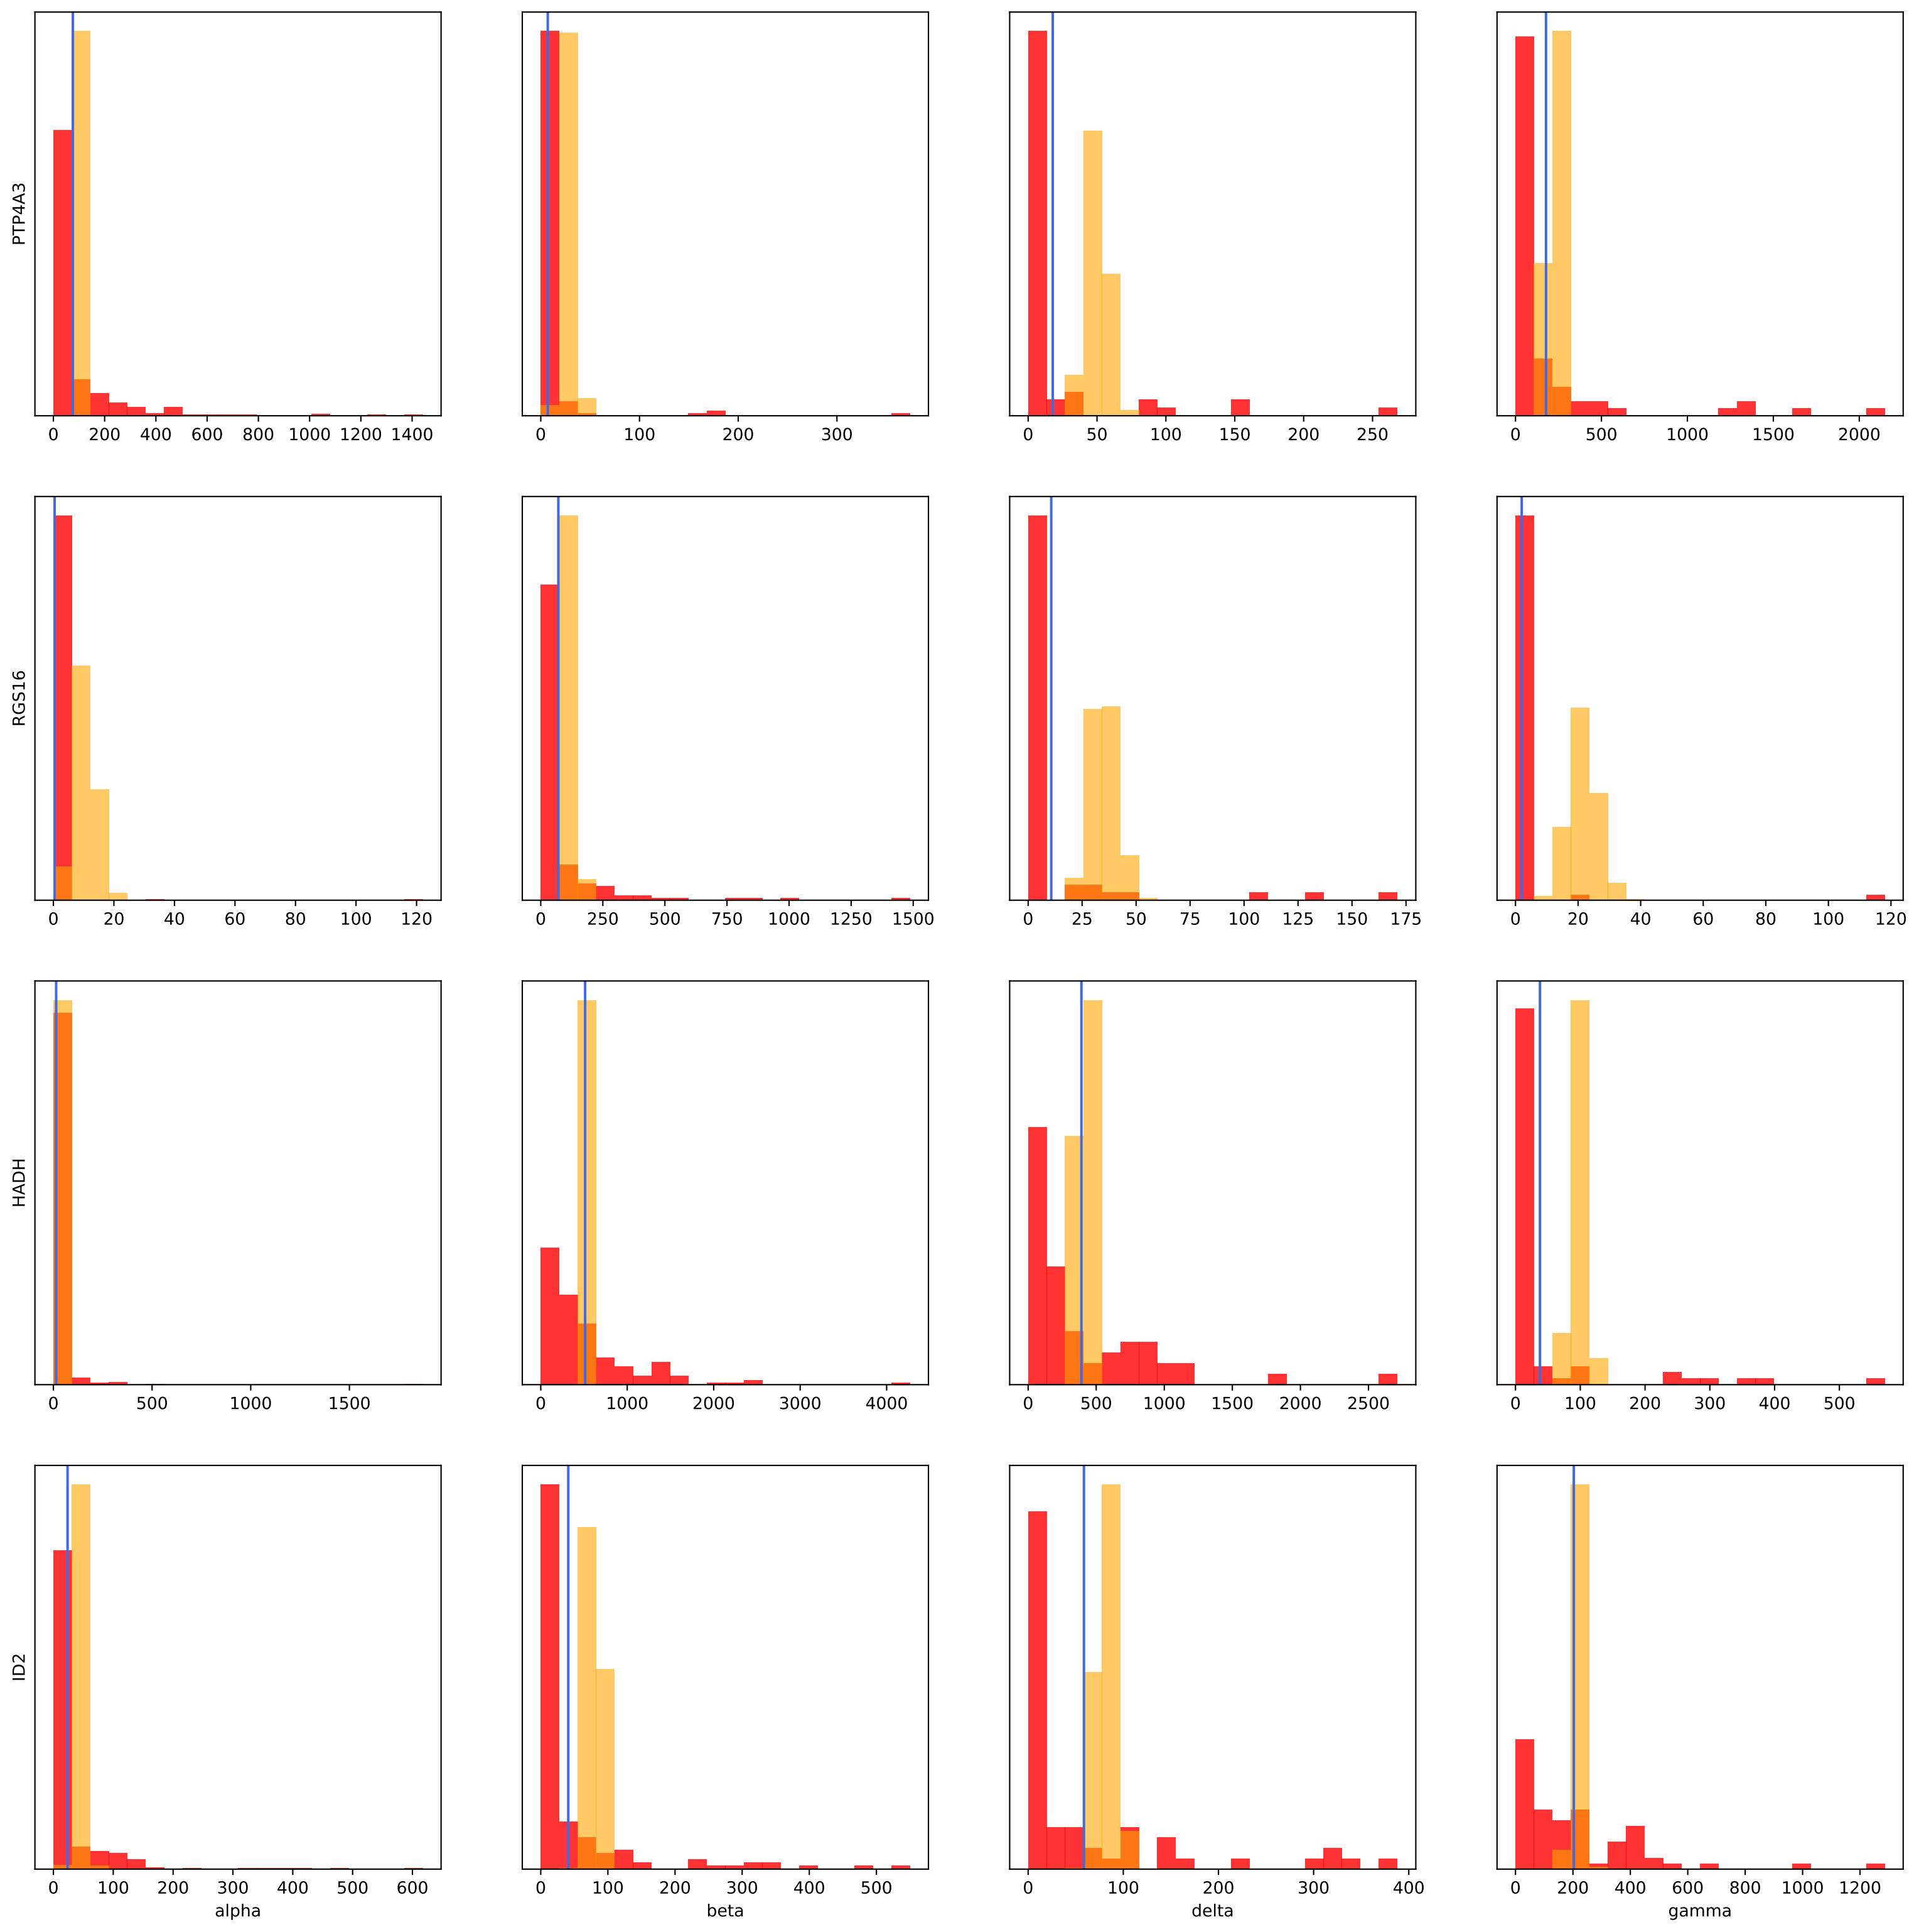 PTP4A3
0 200 400 600 800 1000 1200 1400
0 100 200 300
0 50 100 150 200 250
0 500 1000 1500 2000
RGS16
0 20 40 60 80 100 120
0 250 500 750 1000 1250 1500
0 25 50 75 100 125 150 175
0 20 40 60 80 100 120
HADH
0 500 1000 1500
0 1000 2000 3000 4000
0 500 1000 1500 2000 2500
0 100 200 300 400 500
ID2
0 100 200 300 400 500 600
0 100 200 300 400 500
0 100 200 300 400
0 200 400 600 800 1000 1200
alpha
beta
delta
gamma